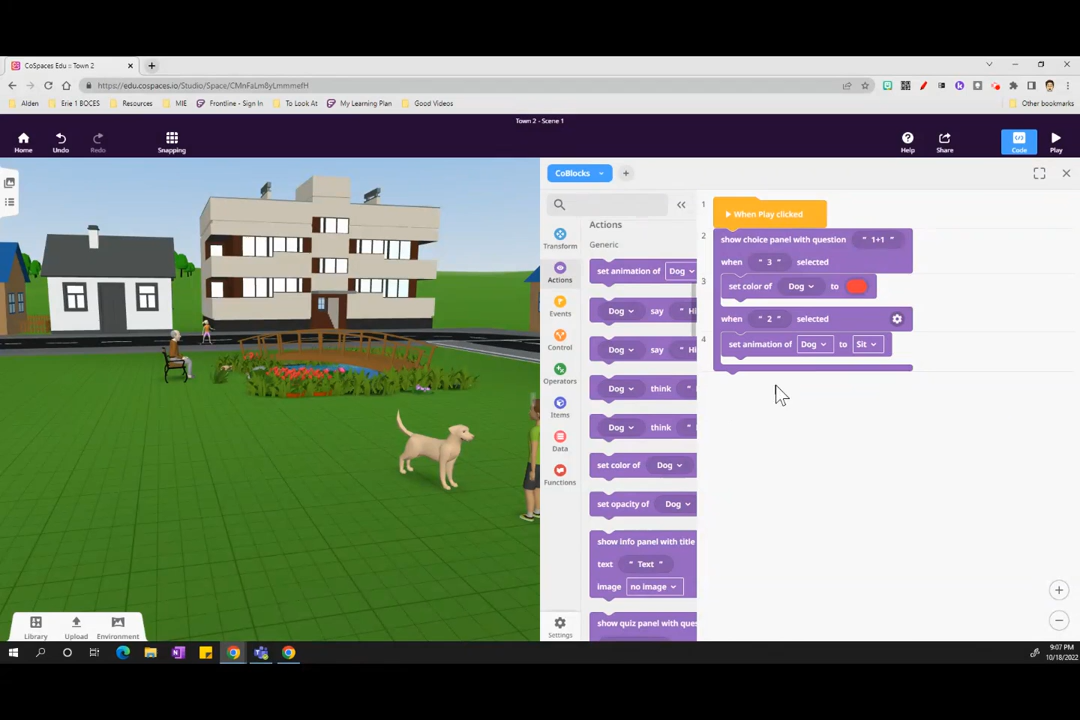 CoSpaces Edu :: Town 2
https://edu.cospaces.io/Studio/Space/CMnFaLm8yLmmmefH
Alden
Erie 1 BOCES
Resources
MIE
Frontline - Sign In
To Look At
My Learning Plan
Good Videos
Other bookmarks
Town 2 - Scene 1
Home
Undo
Redo
Snapping
Help
Share
Code
Play
CoBlocks
Transform
Actions
Events
Control
Operators
Items
Data
Functions
Settings
Actions
Generic
set animation of Dog
Dog say " Hi
Dog say " H
Dog think "
Dog think "
set color of Dog
set opacity of Dog
show info panel with title
text " Text "
image no image
show quiz panel with ques
1
When Play clicked
2
show choice panel with question " 1+1 "
when " 3 " selected
3
set color of Dog to
when " 2 " selected
4
set animation of Dog to Sit
Library
Upload
Environment
9:07 PM
10/18/2022